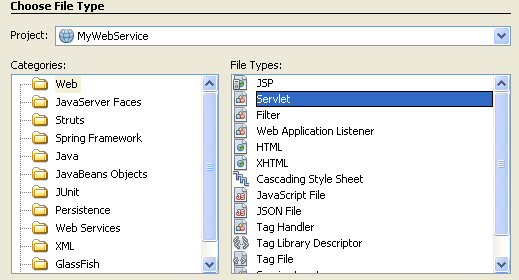 Choose File Type
Project: MyWebService
Categories:
Web
JavaServer Faces
Struts
Spring Framework
Java
JavaBeans Objects
JUnit
Persistence
Web Services
XML
GlassFish
File Types:
JSP
Servlet
Filter
Web Application Listener
HTML
XHTML
Cascading Style Sheet
JavaScript File
JSON File
Tag Handler
Tag Library Descriptor
Tag File